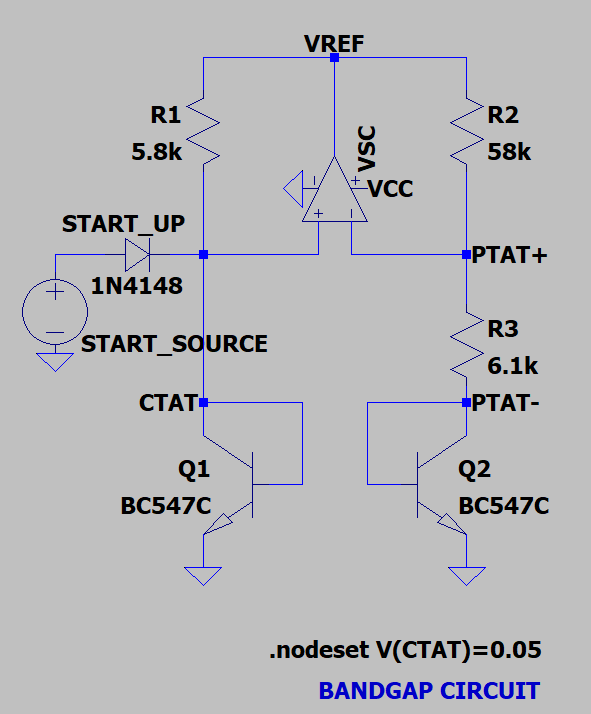 VREF
R1
5.8k
R2
58k
VSC
VCC
START_UP
1N4148
PTAT+
START_SOURCE
R3
6.1k
CTAT
PTAT-
Q1
BC547C
Q2
BC547C
.nodeset V(CTAT)=0.05
BANDGAP CIRCUIT